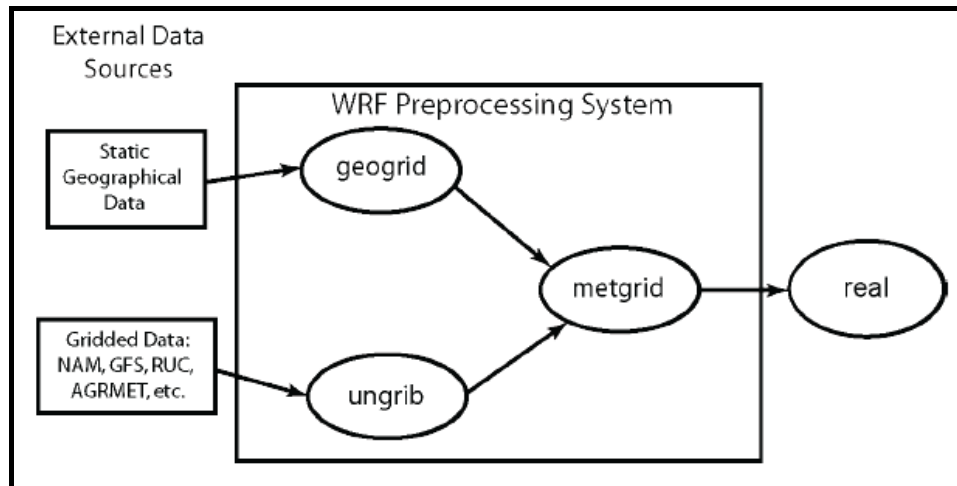 External Data
Sources
WRF Preprocessing System
Static
Geographical
Data
geogrid
metgrid
real
Gridded Data:
NAM, GFS, RUC,
AGRMET, etc.
ungrib